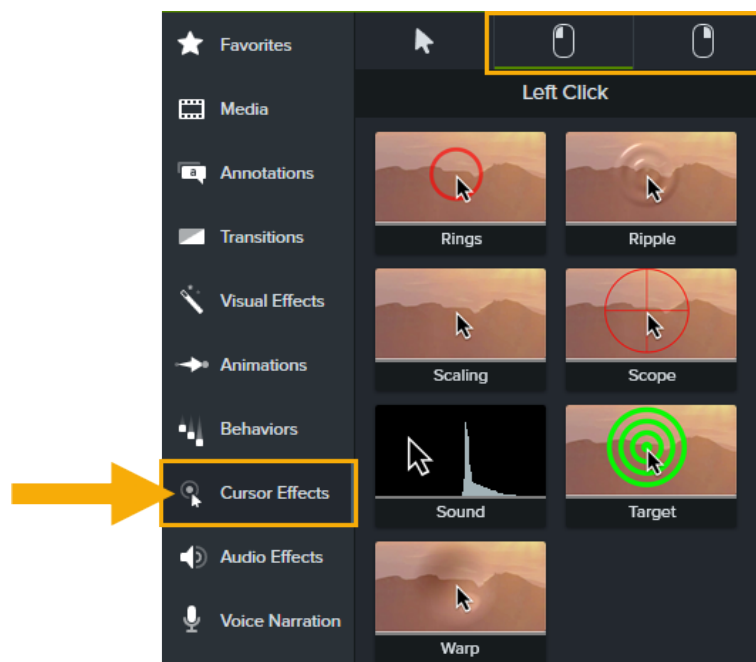 Favorites
Media
a
Annotations
Transitions
Visual Effects
Animations
Behaviors
Cursor Effects
Audio Effects
Voice Narration
Left Click
Rings
Ripple
Scaling
Scope
Sound
Target
Warp